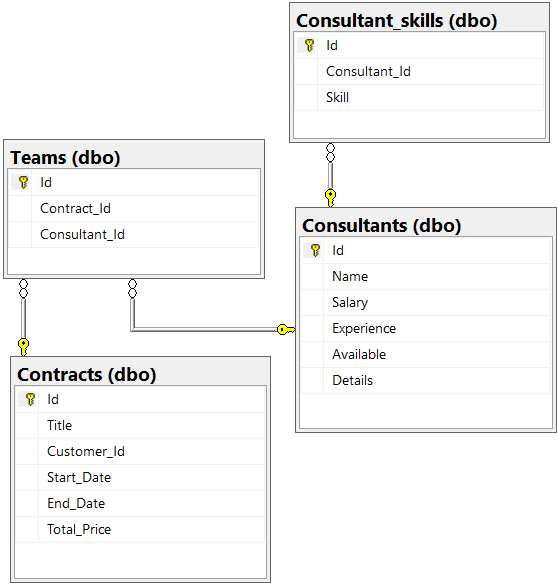 Consultant_skills (dbo)
Id
Consultant_Id
Skill
Teams (dbo)
Id
Contract_Id
Consultant_Id
Consultants (dbo)
Id
Name
Salary
Experience
Available
Details
Contracts (dbo)
Id
Title
Customer_Id
Start_Date
End_Date
Total_Price